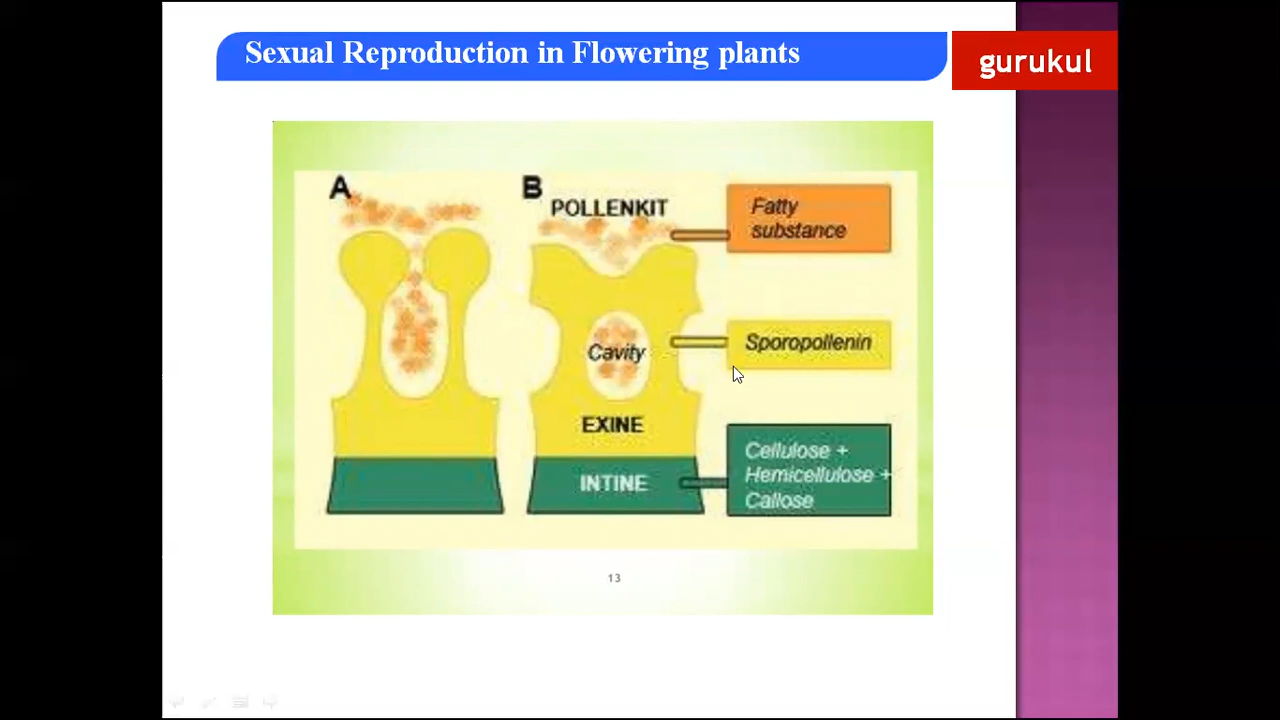 Sexual Reproduction in Flowering plants
gurukul
A
B
POLLENKIT
Fatty
substance
Cavity
Sporopollenin
EXINE
INTINE
Cellulose +
Hemicellulose +
Callose
13